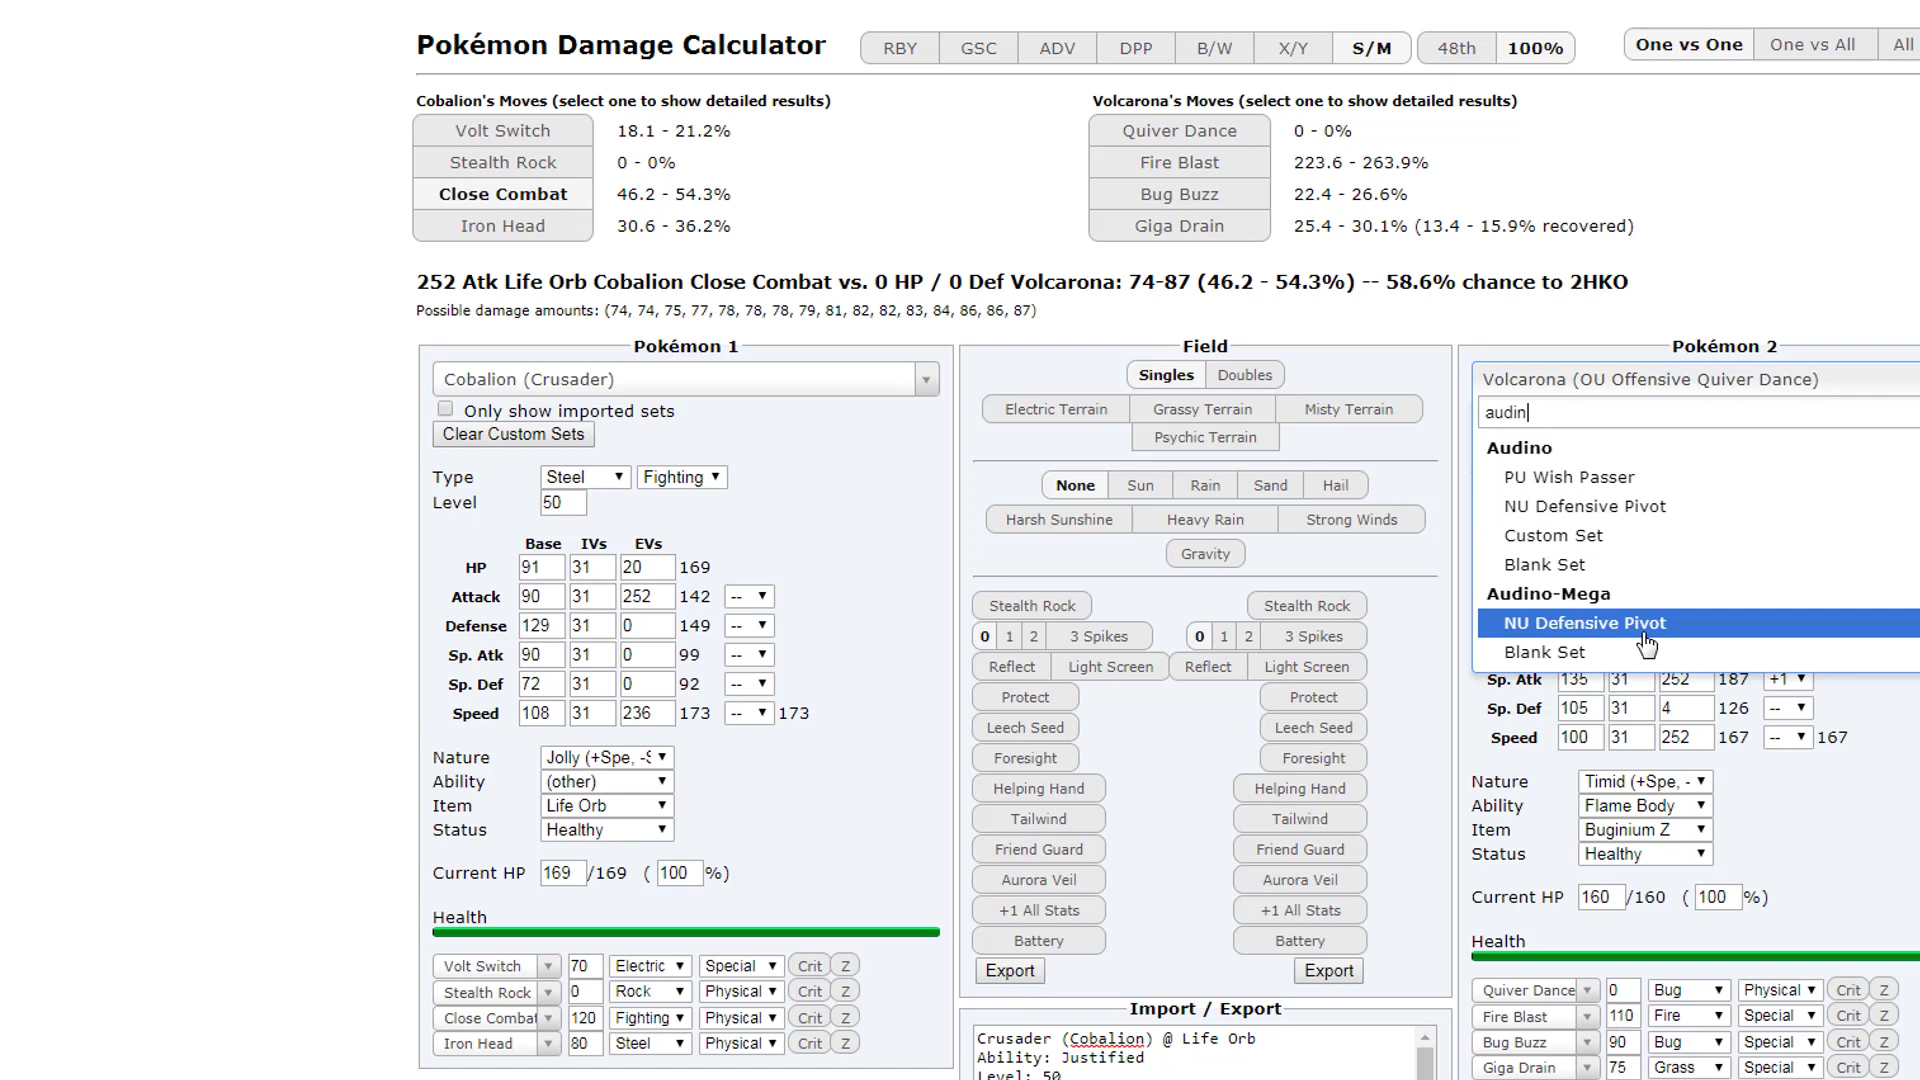 Pokémon Damage Calculator RBY GSC ADV DPP B/W X/Y S/M 48th 100% One vs One One vs All All
Cobalion's Moves (select one to show detailed results) Volcarona's Moves (select one to show detailed results)
Volt Switch 18.1 - 21.2% Quiver Dance 0 - 0%
Stealth Rock 0 - 0% Fire Blast 223.6 - 263.9%
Close Combat 46.2 - 54.3% Bug Buzz 22.4 - 26.6%
Iron Head 30.6 - 36.2% Giga Drain 25.4 - 30.1% (13.4 - 15.9% recovered)
252 Atk Life Orb Cobalion Close Combat vs. 0 HP / 0 Def Volcarona: 74-87 (46.2 - 54.3%) -- 58.6% chance to 2HKO
Possible damage amounts: (74, 74, 75, 77, 78, 78, 78, 79, 81, 82, 82, 83, 84, 86, 86, 87)
Pokémon 1
Cobalion (Crusader)
Only show imported sets
Clear Custom Sets
Type Steel Fighting
Level 50
Base IVs EVs
HP 91 31 20 169
Attack 90 31 252 142 --
Defense 129 31 0 149 --
Sp. Atk 90 31 0 99 --
Sp. Def 72 31 0 92 --
Speed 108 31 236 173 -- 173
Nature Jolly (+Spe, -S
Ability (other)
Item Life Orb
Status Healthy
Current HP 169 /169 ( 100 %)
Health
Volt Switch 70 Electric Special Crit Z
Stealth Rock 0 Rock Physical Crit Z
Close Combat 120 Fighting Physical Crit Z
Iron Head 80 Steel Physical Crit Z
Field
Singles Doubles
Electric Terrain Grassy Terrain Misty Terrain
Psychic Terrain
None Sun Rain Sand Hail
Harsh Sunshine Heavy Rain Strong Winds
Gravity
Stealth Rock Stealth Rock
0 1 2 3 Spikes 0 1 2 3 Spikes
Reflect Light Screen Reflect Light Screen
Protect Protect
Leech Seed Leech Seed
Foresight Foresight
Helping Hand Helping Hand
Tailwind Tailwind
Friend Guard Friend Guard
Aurora Veil Aurora Veil
+1 All Stats +1 All Stats
Battery Battery
Export Export
Import / Export
Crusader (Cobalion) @ Life Orb
Ability: Justified
Level: 50
Pokémon 2
Volcarona (OU Offensive Quiver Dance)
audin
Audino
PU Wish Passer
NU Defensive Pivot
Custom Set
Blank Set
Audino-Mega
NU Defensive Pivot
Blank Set
Sp. Atk 135 31 252 187 +1
Sp. Def 105 31 4 126 --
Speed 100 31 252 167 -- 167
Nature Timid (+Spe, -
Ability Flame Body
Item Buginium Z
Status Healthy
Current HP 160 /160 ( 100 %)
Health
Quiver Dance 0 Bug Physical Crit Z
Fire Blast 110 Fire Special Crit Z
Bug Buzz 90 Bug Special Crit Z
Giga Drain 75 Grass Special Crit Z